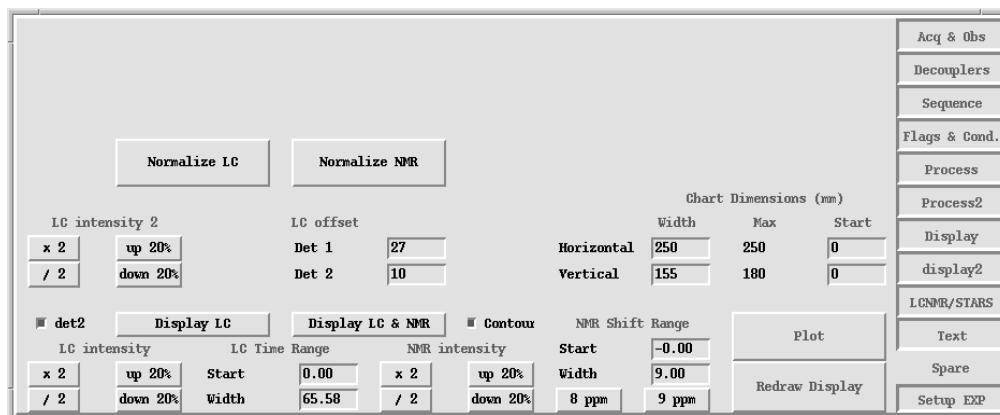 Acq & Obs
Decouplers
Sequence
Flags & Cond.
Normalize LC Normalize NMR
Process
Chart Dimensions (mm)
Process2
LC intensity 2 LC offset Width Max Start
Display
x 2 up 20% Det 1 27 Horizontal 250 250 0
/ 2 down 20% Det 2 10 Vertical 155 180 0
display2
LCNMR/STARS
det2 Display LC Display LC & NMR Contour NMR Shift Range
Plot
Text
LC intensity LC Time Range NMR intensity Start -0.00
Spare
x 2 up 20% Start 0.00 x 2 up 20% Width 9.00
Redraw Display
/ 2 down 20% Width 65.58 / 2 down 20% 8 ppm 9 ppm
Setup EXP